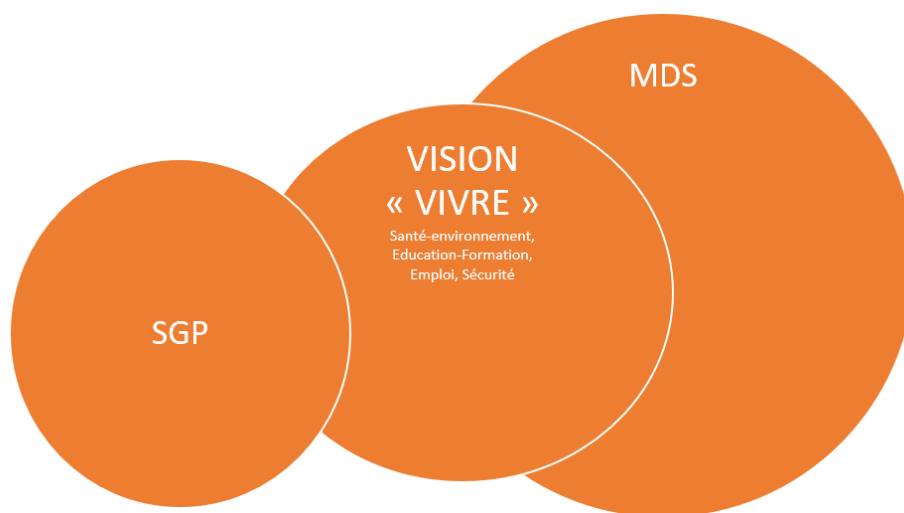 MDS
VISION
« VIVRE »
Santé-environnement,
Education-Formation,
Emploi, Sécurité
SGP